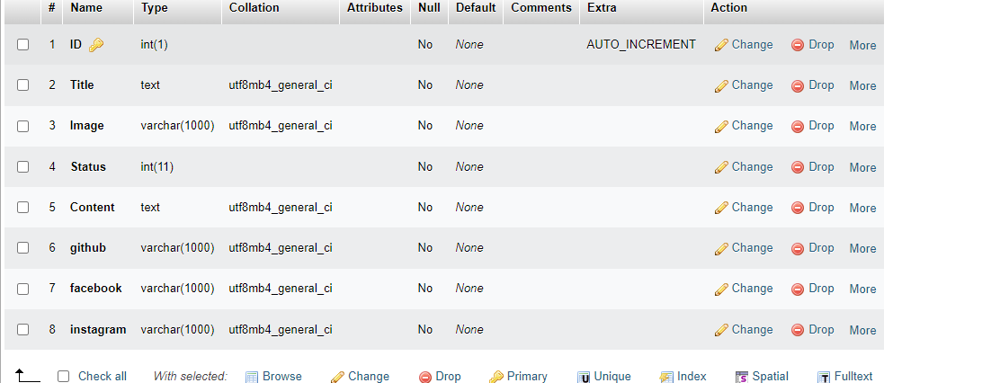 # Name Type Collation Attributes Null Default Comments Extra Action
1 ID int(1) No None AUTO_INCREMENT Change Drop More
2 Title text utf8mb4_general_ci No None Change Drop More
3 Image varchar(1000) utf8mb4_general_ci No None Change Drop More
4 Status int(11) No None Change Drop More
5 Content text utf8mb4_general_ci No None Change Drop More
6 github varchar(1000) utf8mb4_general_ci No None Change Drop More
7 facebook varchar(1000) utf8mb4_general_ci No None Change Drop More
8 instagram varchar(1000) utf8mb4_general_ci No None Change Drop More
Check all With selected: Browse Change Drop Primary U Unique Index S Spatial T Fulltext